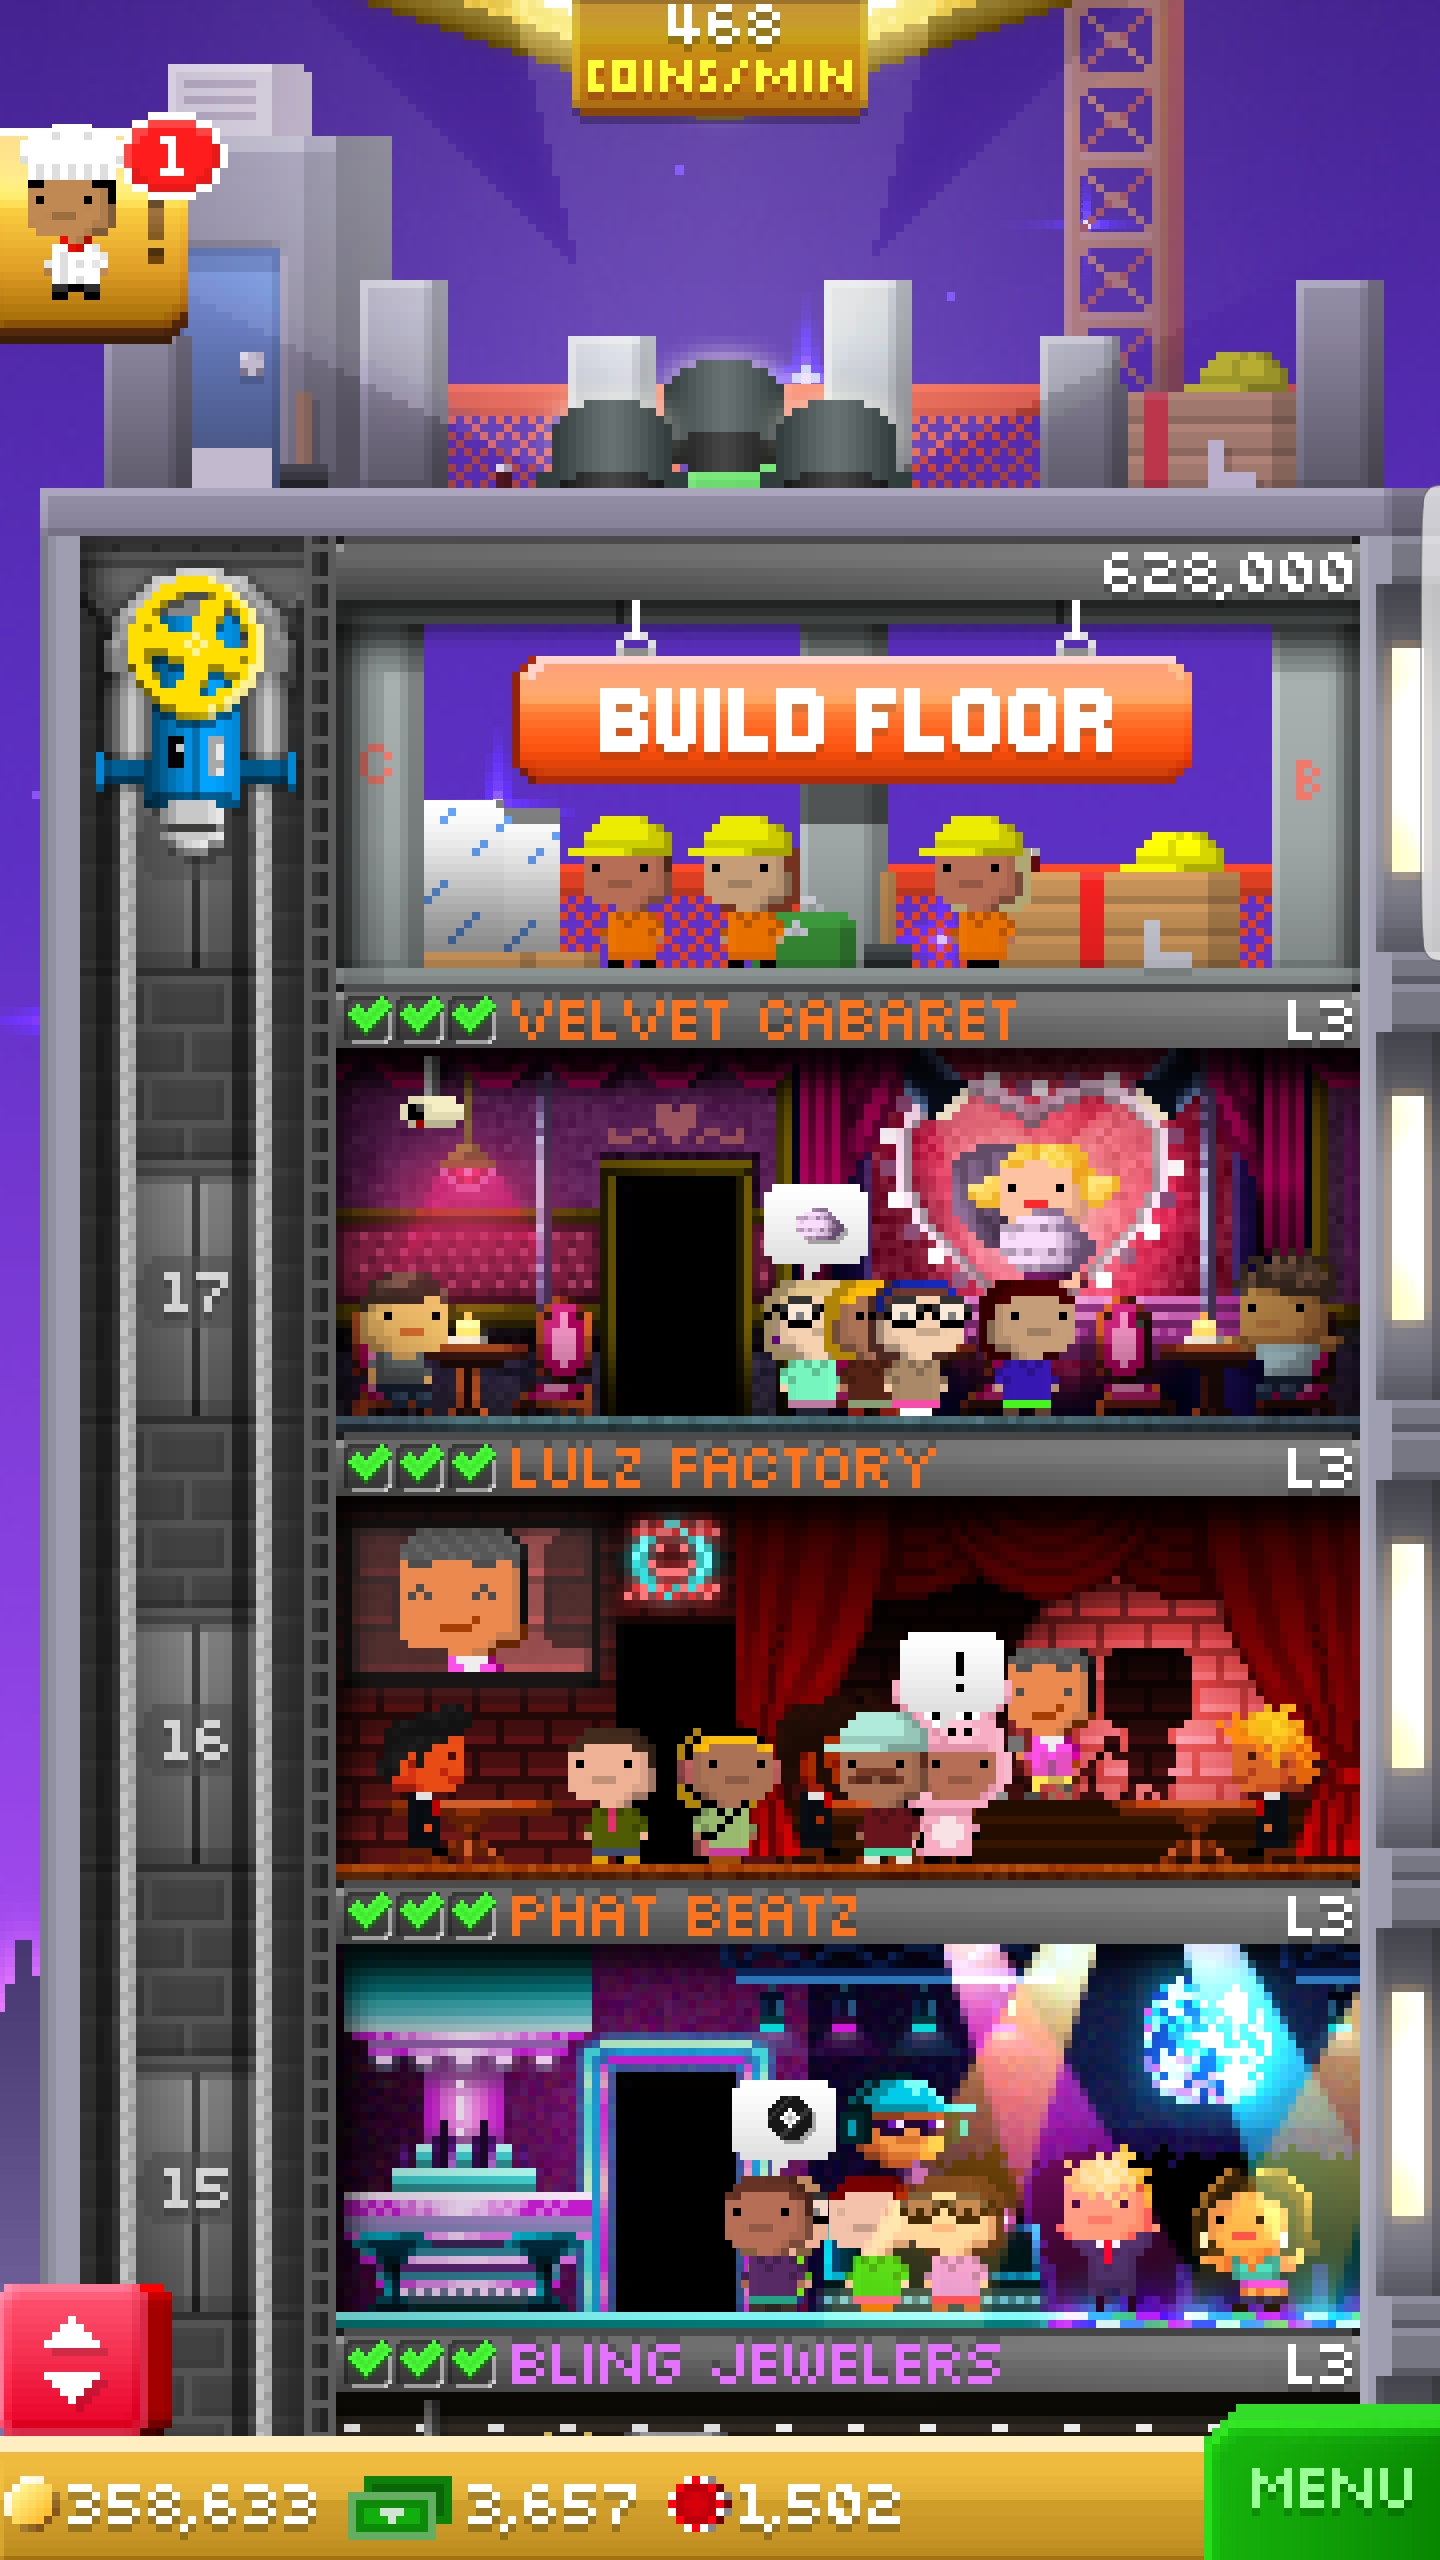 468
COINS/MIN
1
!
628,000
BUILD FLOOR
C
B
VELVET CABARET L3
17
LULZ FACTORY L3
!
16
PHAT BEATZ L3
15
BLING JEWELERS L3
358,633 3,657 1,502
MENU